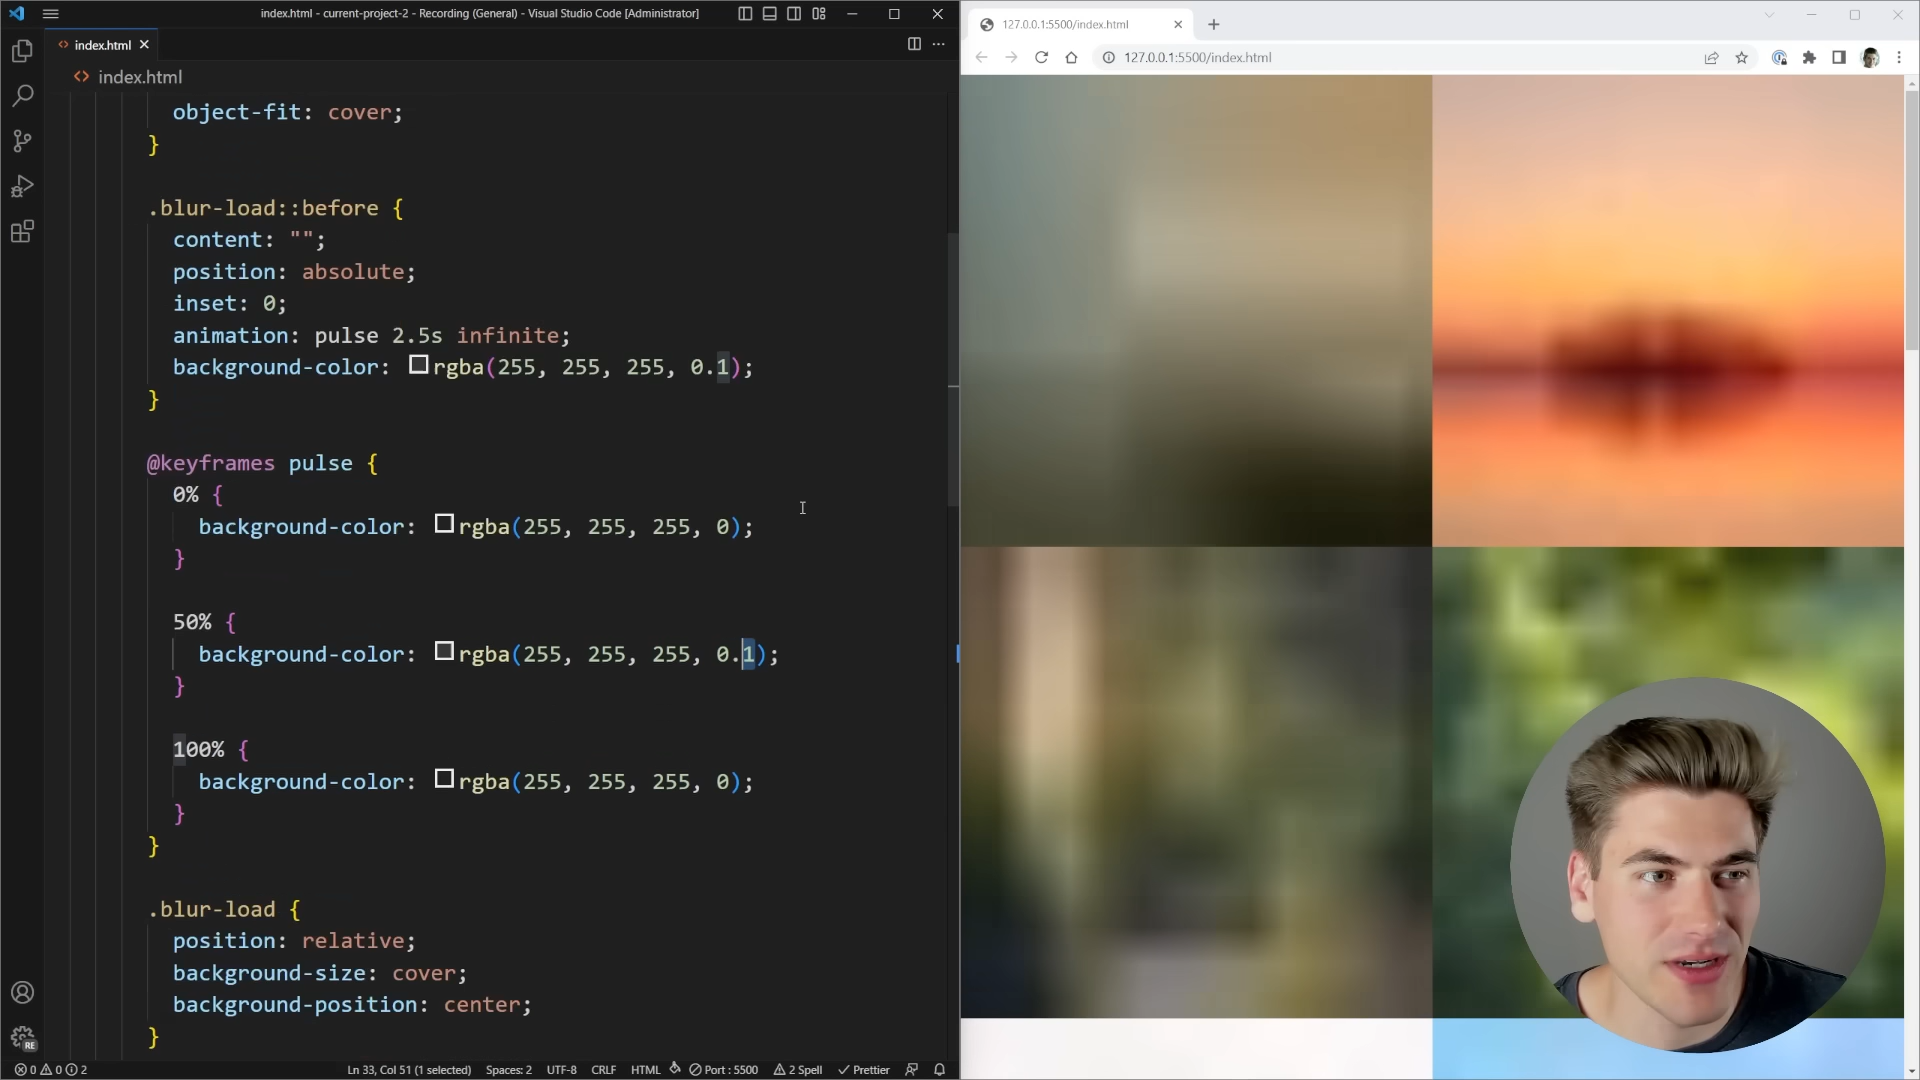 index.html - current-project-2 - Recording (General) - Visual Studio Code [Administrator]
index.html
index.html
object-fit: cover;
}
.blur-load::before {
content: "";
position: absolute;
inset: 0;
animation: pulse 2.5s infinite;
background-color: rgba(255, 255, 255, 0.1);
}
@keyframes pulse {
0% {
background-color: rgba(255, 255, 255, 0);
}
50% {
background-color: rgba(255, 255, 255, 0.1);
}
100% {
background-color: rgba(255, 255, 255, 0);
}
}
.blur-load {
position: relative;
background-size: cover;
background-position: center;
}
RE
0 0 2 Ln 33, Col 51 (1 selected) Spaces: 2 UTF-8 CRLF HTML Port : 5500 2 Spell Prettier
127.0.0.1:5500/index.html
127.0.0.1:5500/index.html